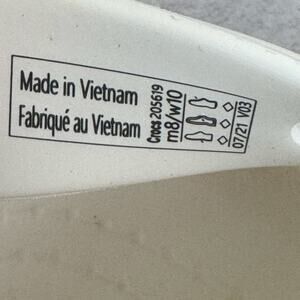 Made in Vietnam
Fabriqué au Vietnam
Crocs 205619
m8/w10
07/21 V03